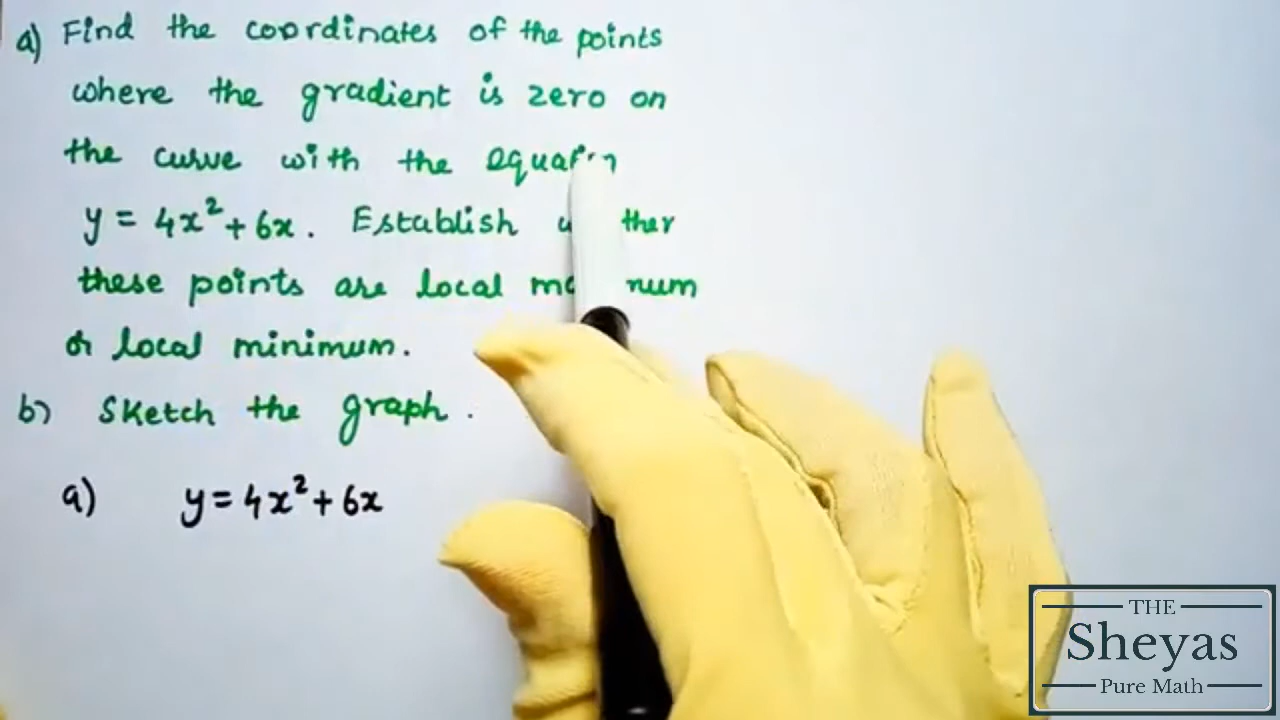 a) Find the coordinates of the points
where the gradient is zero on
the curve with the
y = 4x² + 6x. Establish
these points are local
or local minimum.
b) Sketch the graph.
a) y = 4x² + 6x
THE
Sheyas
Pure Math